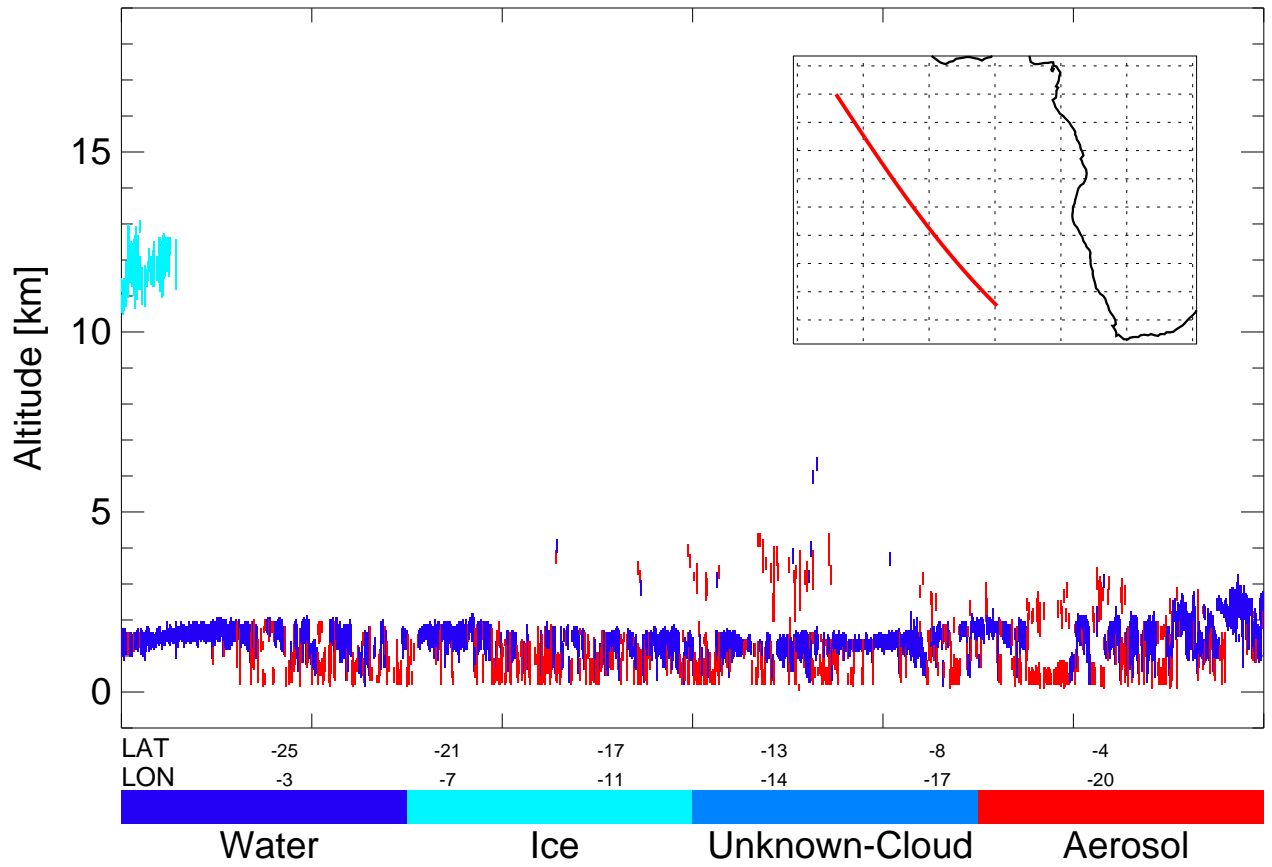 15
10
5
0
Altitude [km]
LAT -25 -21 -17 -13 -8 -4
LON -3 -7 -11 -14 -17 -20
Water Ice Unknown-Cloud Aerosol